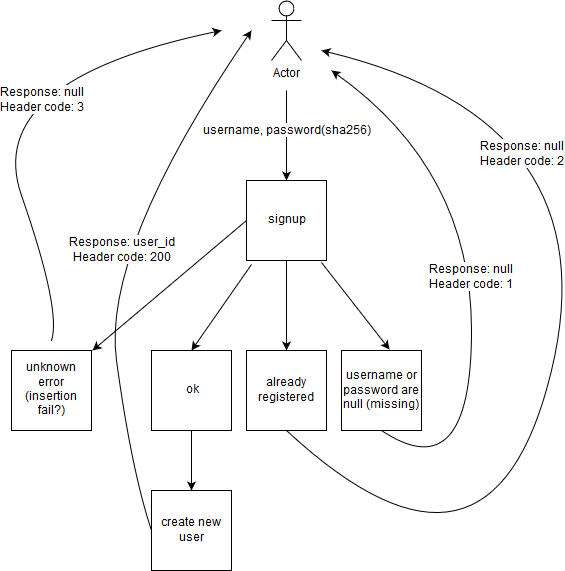 Actor
Response: null
Header code: 3
username, password(sha256)
Response: null
Header code: 2
signup
Response: user_id
Header code: 200
Response: null
Header code: 1
unknown
error
(insertion
fail?)
ok
already
registered
username or
password are
null (missing)
create new
user